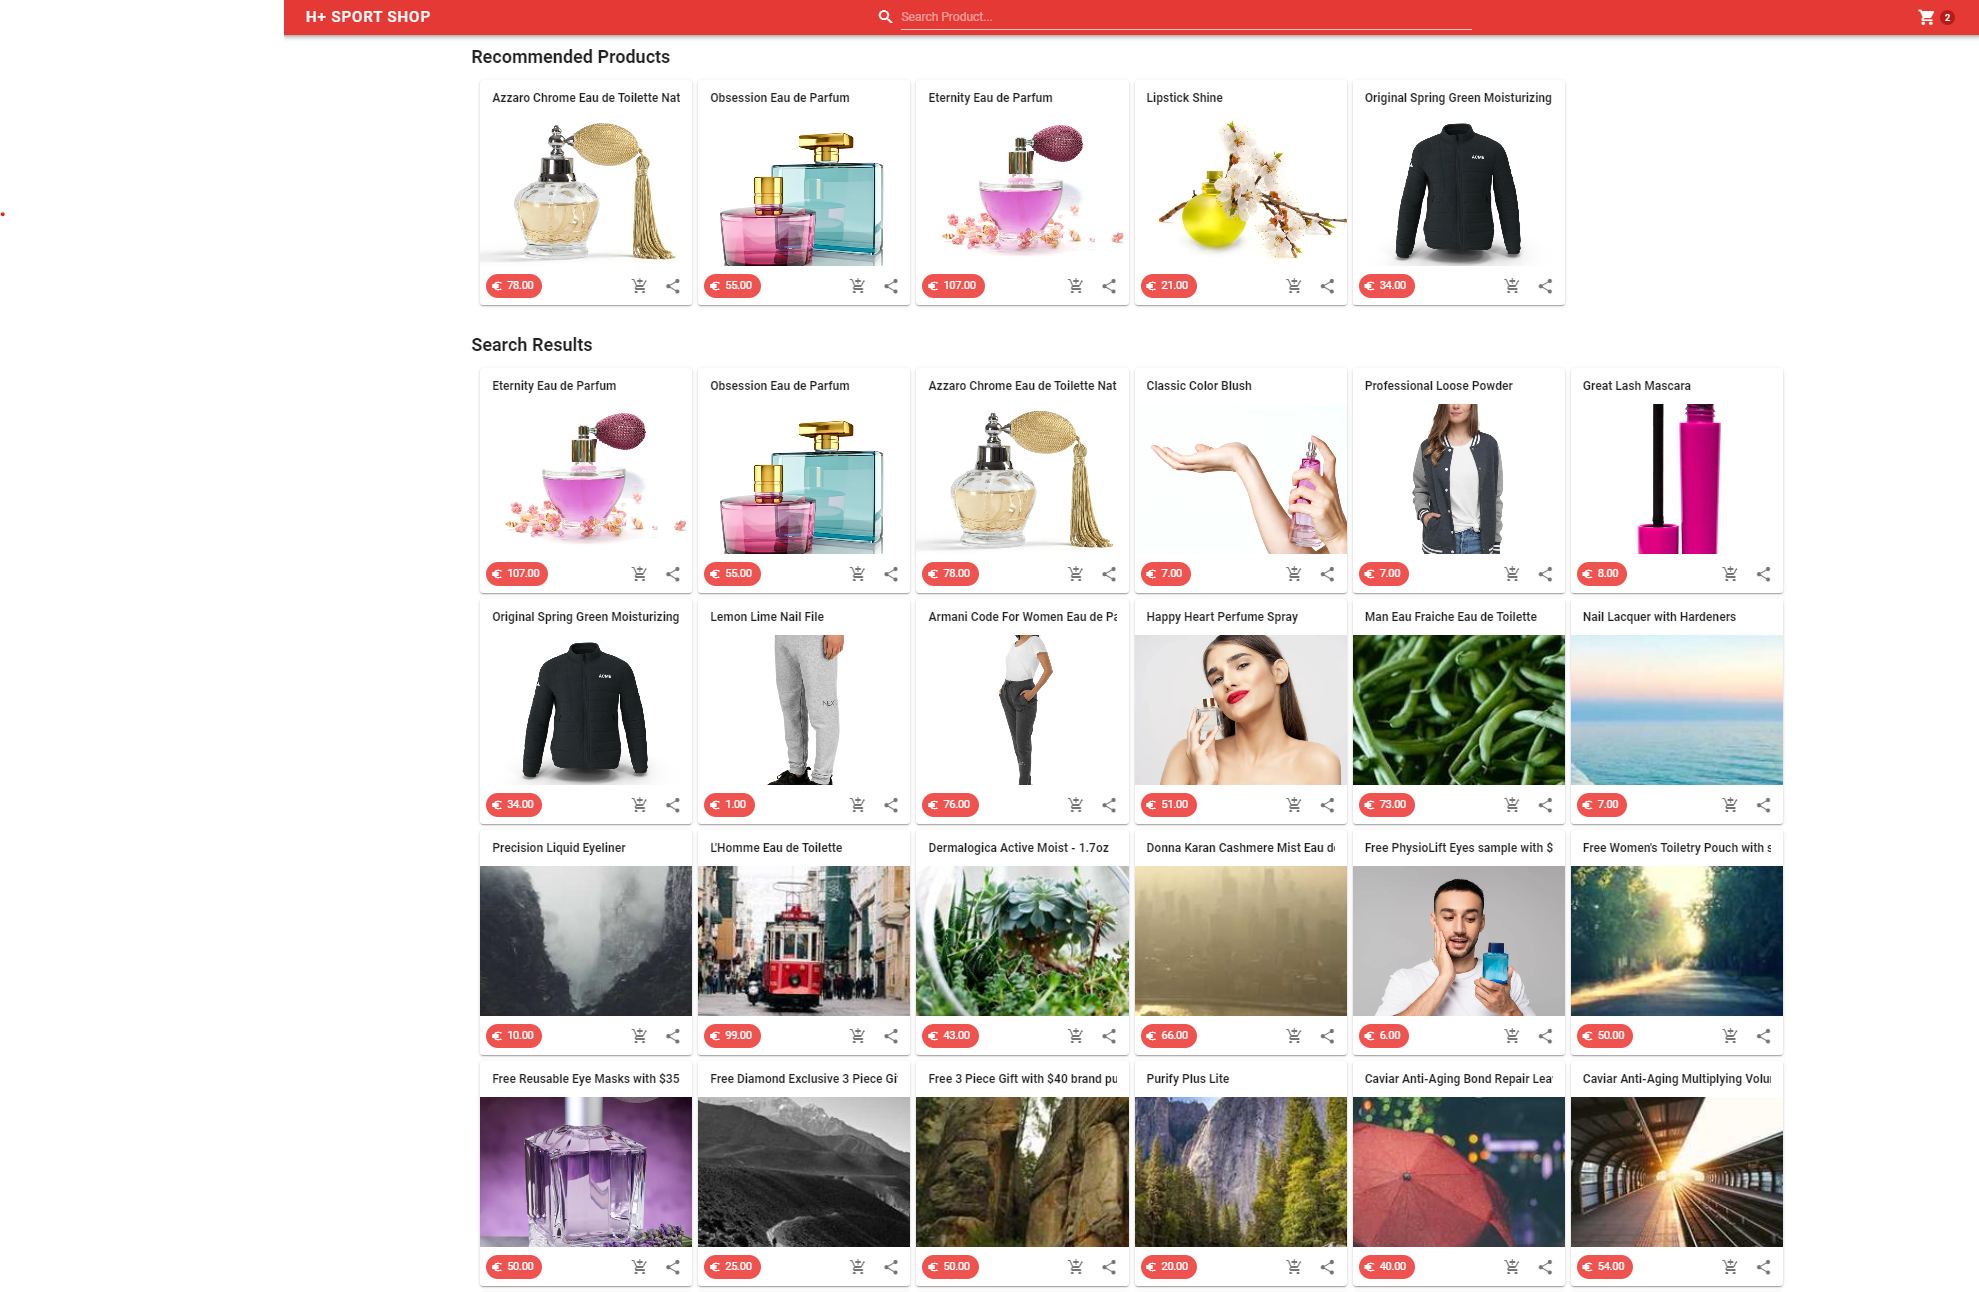 H+ SPORT SHOP
Search Product...
2
Recommended Products
Azzaro Chrome Eau de Toilette Nat
Obsession Eau de Parfum
Eternity Eau de Parfum
Lipstick Shine
Original Spring Green Moisturizing
ACME
€ 78.00
€ 55.00
€ 107.00
€ 21.00
€ 34.00
Search Results
Eternity Eau de Parfum
Obsession Eau de Parfum
Azzaro Chrome Eau de Toilette Nat
Classic Color Blush
Professional Loose Powder
Great Lash Mascara
€ 107.00
€ 55.00
€ 78.00
€ 7.00
€ 7.00
€ 8.00
Original Spring Green Moisturizing
Lemon Lime Nail File
Armani Code For Women Eau de Pa
Happy Heart Perfume Spray
Man Eau Fraiche Eau de Toilette
Nail Lacquer with Hardeners
ACME
€ 34.00
€ 1.00
€ 76.00
€ 51.00
€ 73.00
€ 7.00
Precision Liquid Eyeliner
L'Homme Eau de Toilette
Dermalogica Active Moist - 1.7oz
Donna Karan Cashmere Mist Eau de
Free PhysioLift Eyes sample with $
Free Women's Toiletry Pouch with s
€ 10.00
€ 99.00
€ 43.00
€ 66.00
€ 6.00
€ 50.00
Free Reusable Eye Masks with $35
Free Diamond Exclusive 3 Piece Gi
Free 3 Piece Gift with $40 brand pu
Purify Plus Lite
Caviar Anti-Aging Bond Repair Lea
Caviar Anti-Aging Multiplying Volu
€ 50.00
€ 25.00
€ 50.00
€ 20.00
€ 40.00
€ 54.00